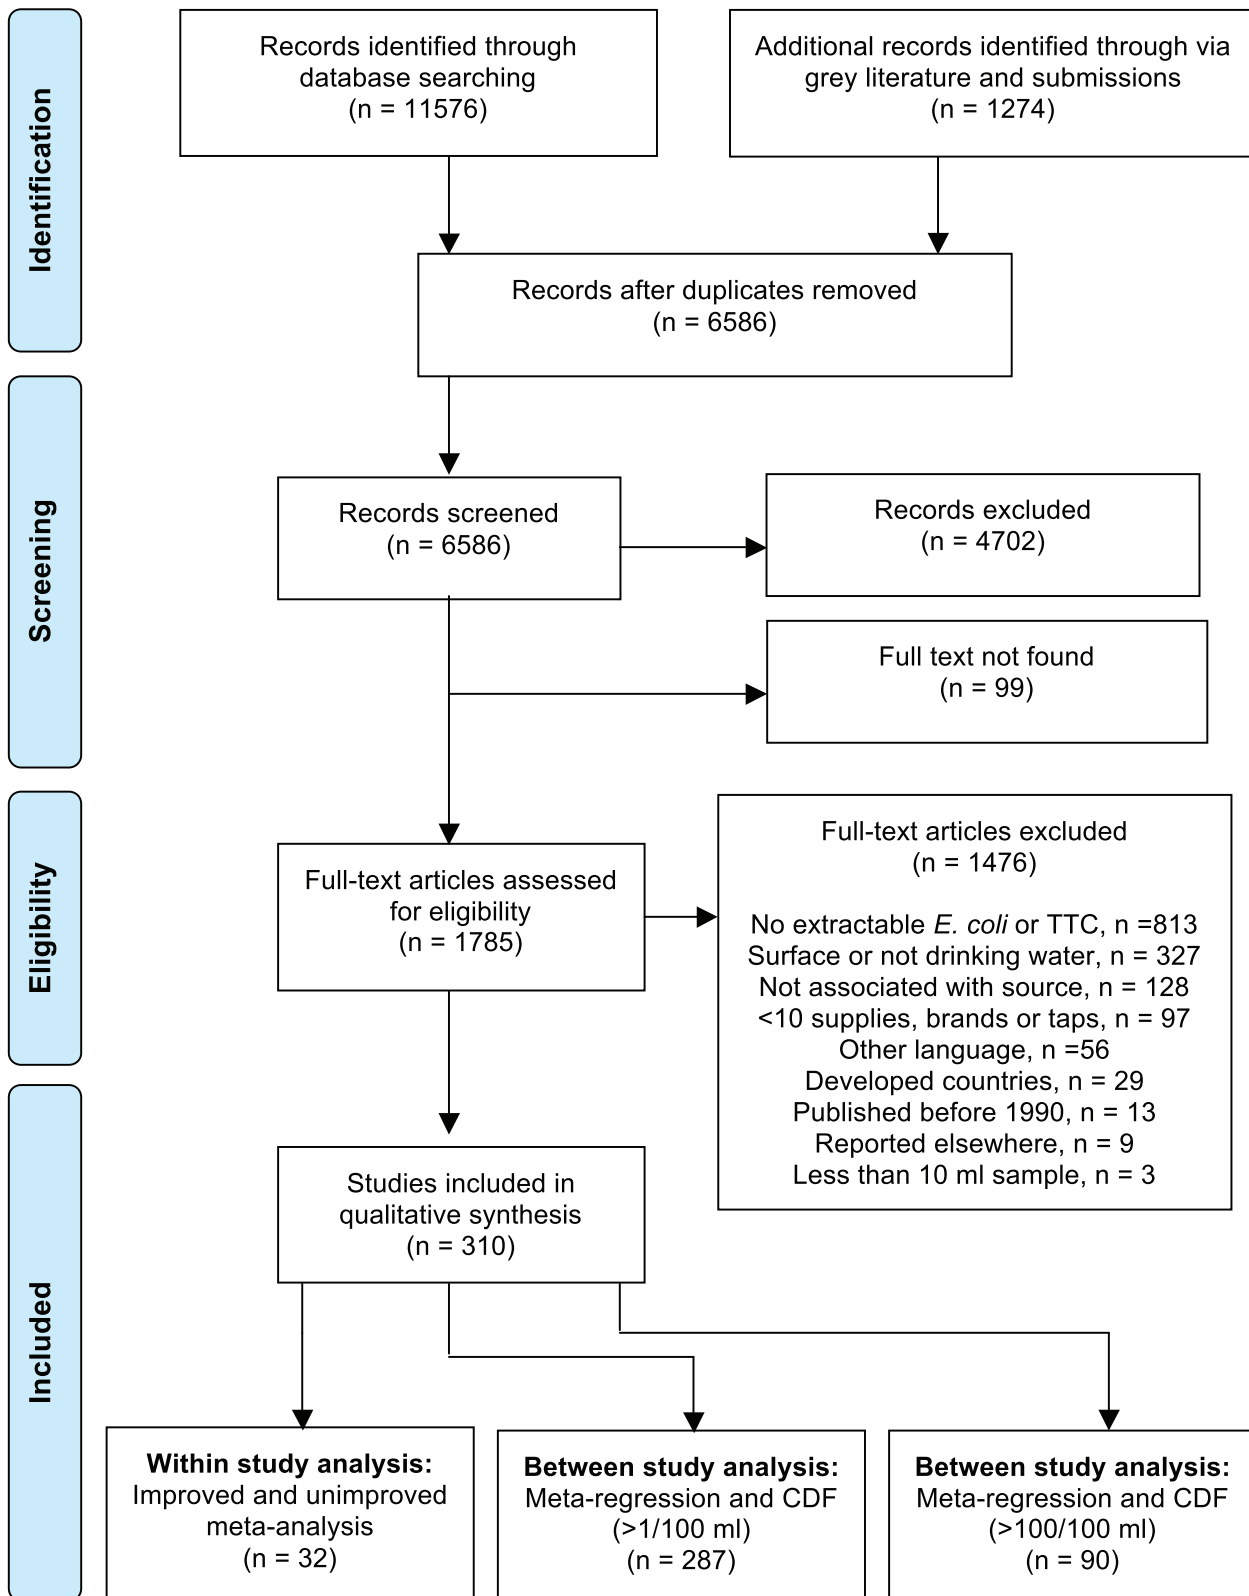 Identification
Records identified through
database searching
(n = 11576)
Additional records identified through via
grey literature and submissions
(n = 1274)
Records after duplicates removed
(n = 6586)
Screening
Records screened
(n = 6586)
Records excluded
(n = 4702)
Full text not found
(n = 99)
Eligibility
Full-text articles assessed
for eligibility
(n = 1785)
Full-text articles excluded
(n = 1476)
No extractable E. coli or TTC, n =813
Surface or not drinking water, n = 327
Not associated with source, n = 128
<10 supplies, brands or taps, n = 97
Other language, n =56
Developed countries, n = 29
Published before 1990, n = 13
Reported elsewhere, n = 9
Less than 10 ml sample, n = 3
Included
Studies included in
qualitative synthesis
(n = 310)
Within study analysis:
Improved and unimproved
meta-analysis
(n = 32)
Between study analysis:
Meta-regression and CDF
(>1/100 ml)
(n = 287)
Between study analysis:
Meta-regression and CDF
(>100/100 ml)
(n = 90)